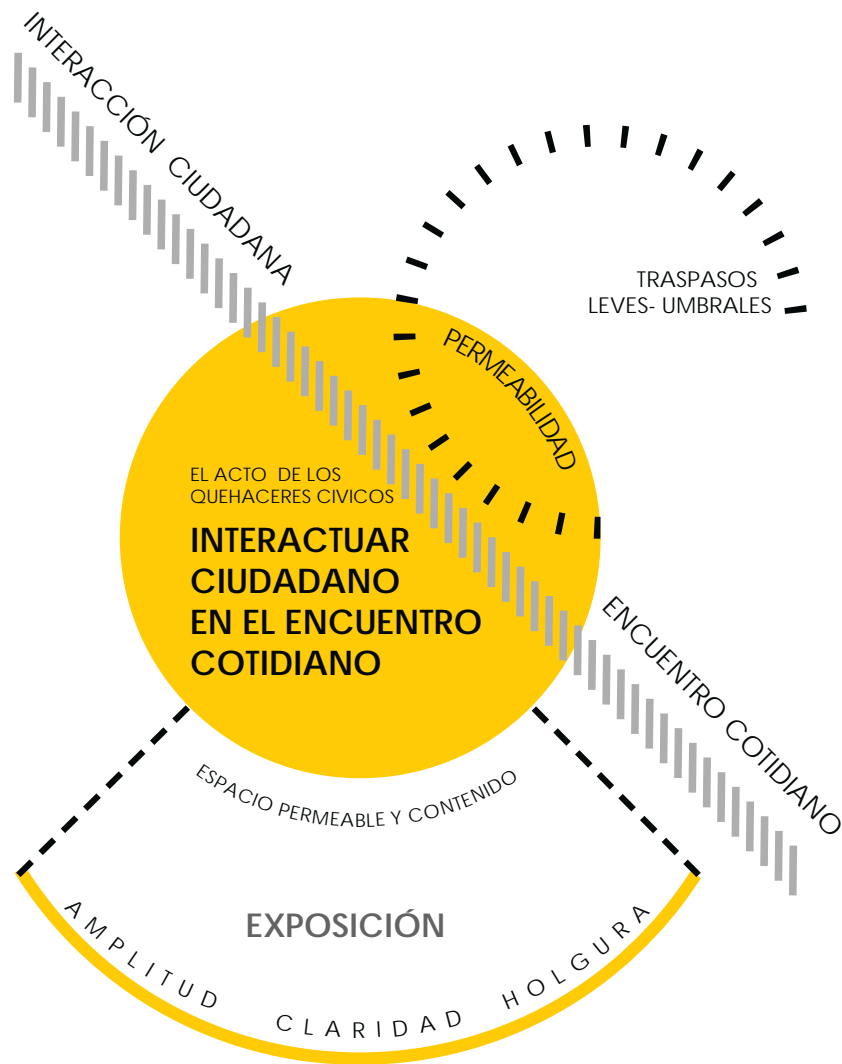 INTERACCIÓN CIUDADANA
TRASPASOS
LEVES- UMBRALES
PERMEABILIDAD
EL ACTO DE LOS
QUEHACERES CIVICOS
INTERACTUAR
CIUDADANO
EN EL ENCUENTRO
COTIDIANO
ENCUENTRO COTIDIANO
ESPACIO PERMEABLE Y CONTENIDO
EXPOSICIÓN
AMPLITUD CLARIDAD HOLGURA